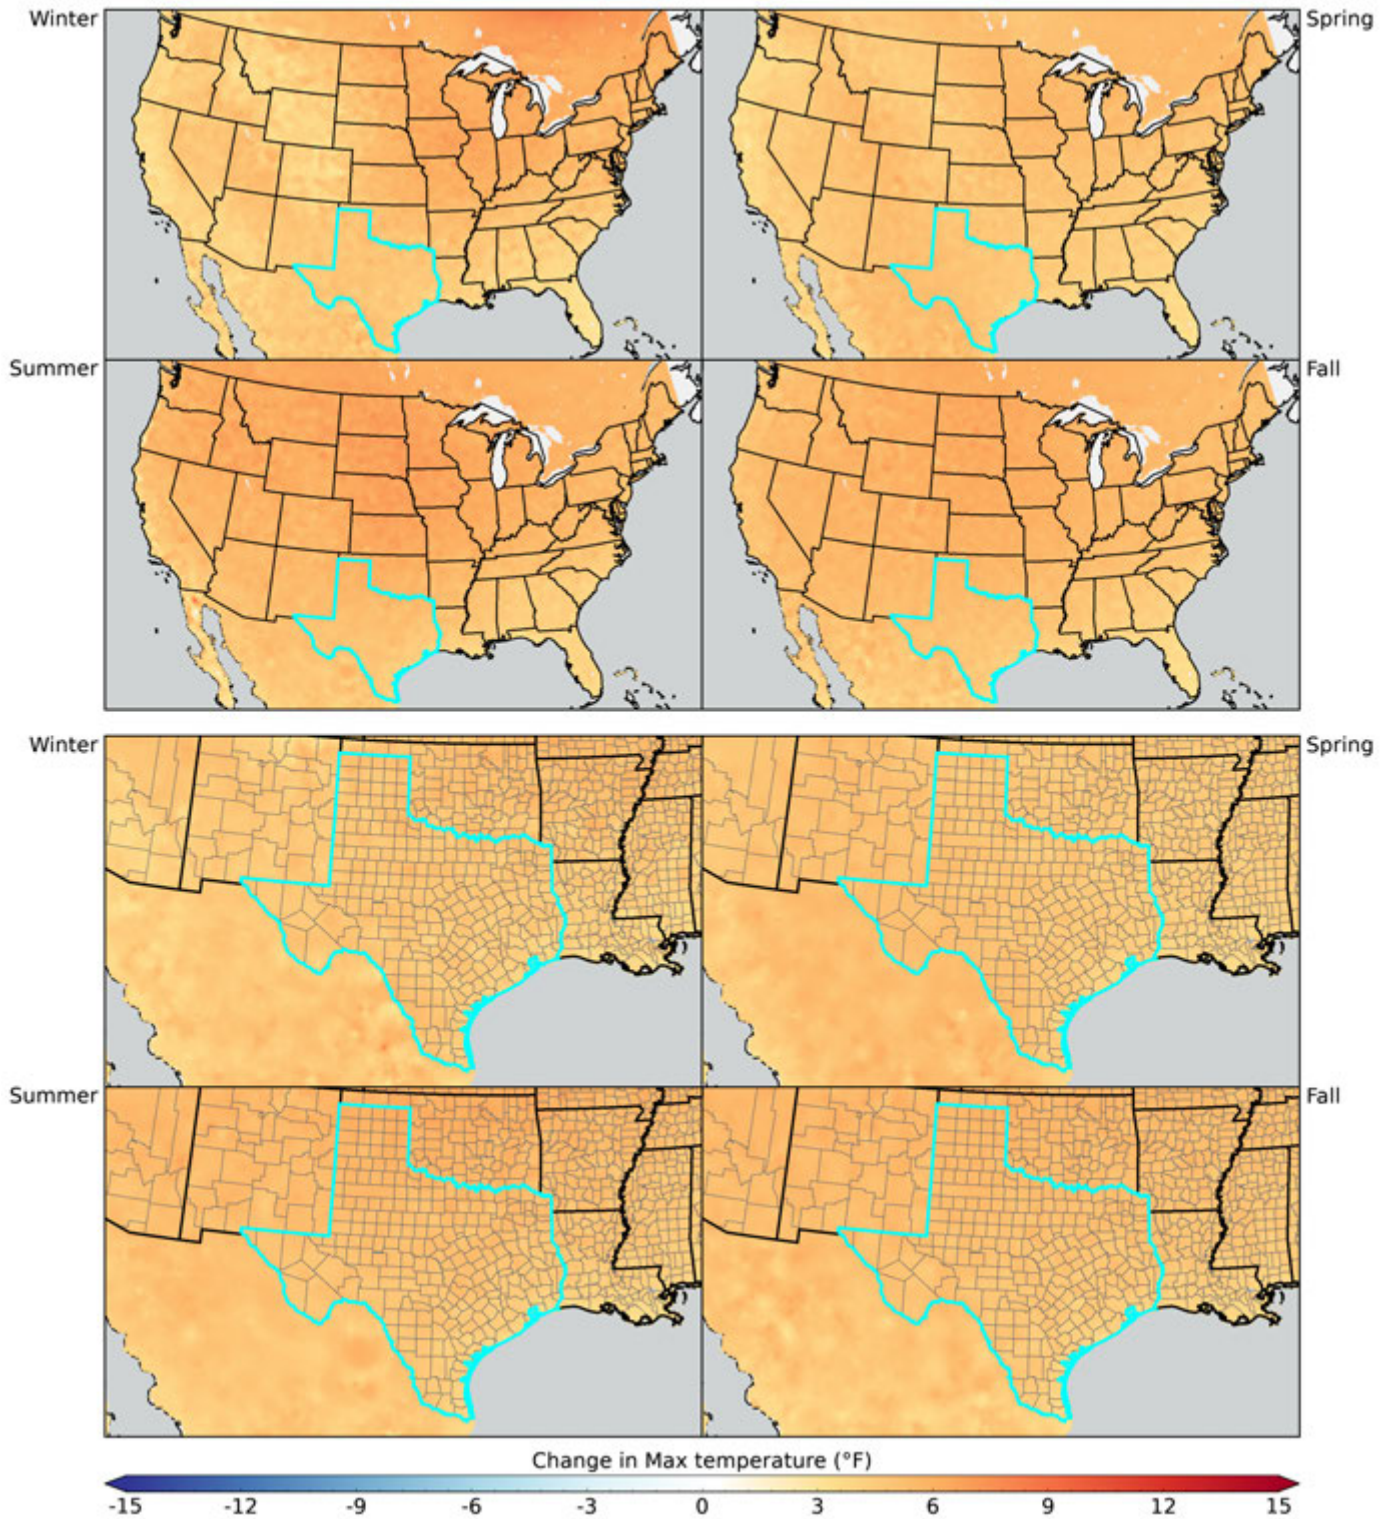 Winter
Spring
Summer
Fall
Winter
Spring
Summer
Fall
Change in Max temperature (°F)
-15 -12 -9 -6 -3 0 3 6 9 12 15